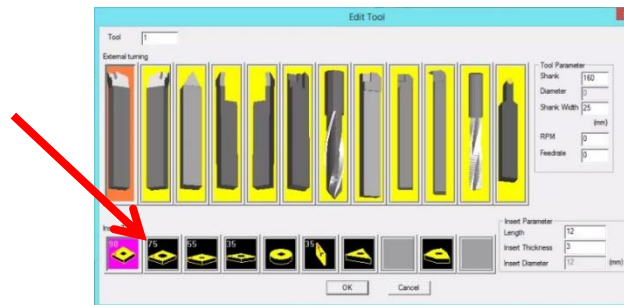 Edit Tool
Tool 1
External turning
Tool Parameter
Shank 160
Diameter 0
Shank Width 25
(mm)
RPM 0
Feedrate 0
90 75 55 35 35
Insert Parameter
Length 12
Insert Thickness 3
Insert Diameter 12 (mm)
OK Cancel